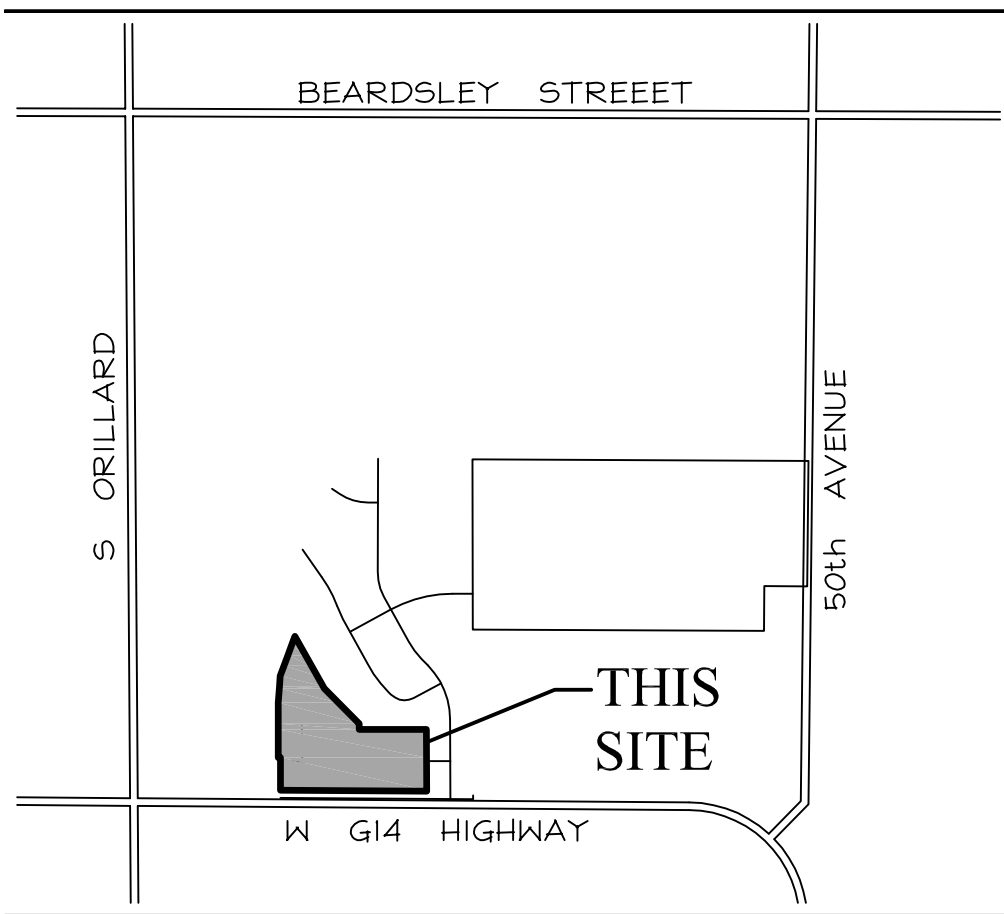 BEARDSLEY STREEET
S ORILLARD
50th AVENUE
THIS
SITE
W G14 HIGHWAY